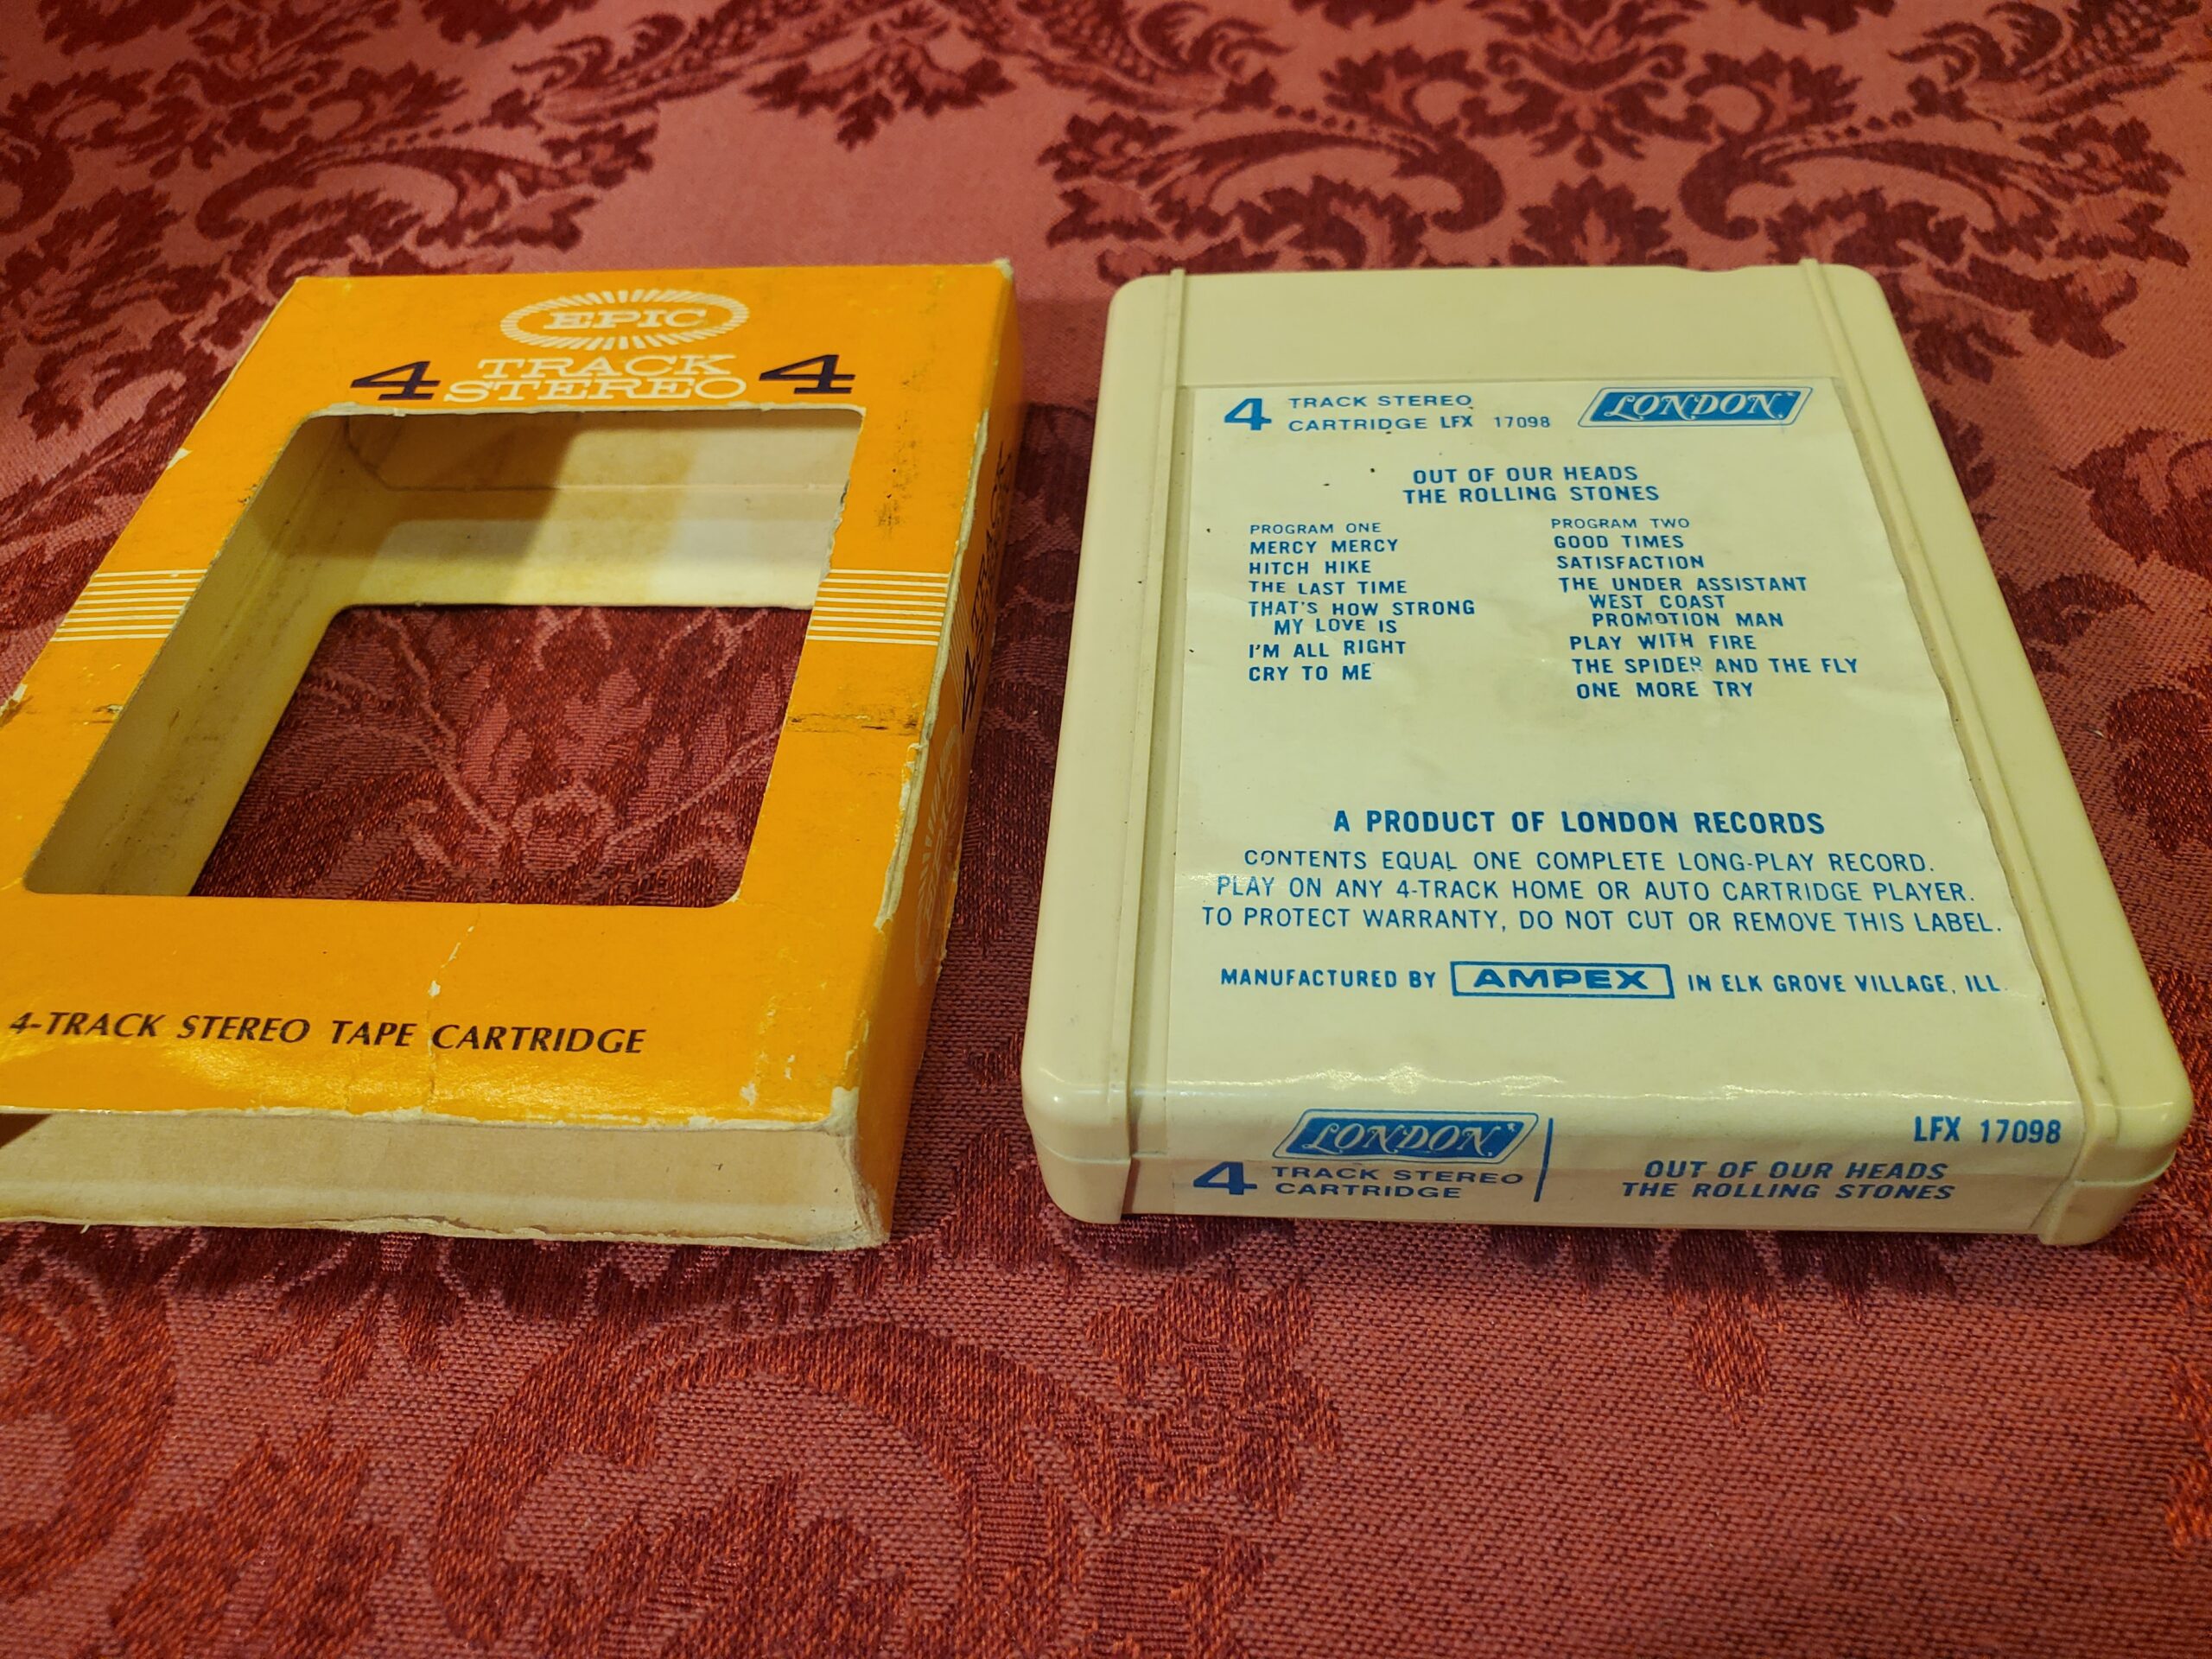 EPIC
4 TRACK 4
STEREO
4-TRACK STEREO TAPE CARTRIDGE
4 TRACK STEREO
CARTRIDGE LFX 17098
LONDON
OUT OF OUR HEADS
THE ROLLING STONES
PROGRAM ONE
MERCY MERCY
HITCH HIKE
THE LAST TIME
THAT'S HOW STRONG
MY LOVE IS
I'M ALL RIGHT
CRY TO ME
PROGRAM TWO
GOOD TIMES
SATISFACTION
THE UNDER ASSISTANT
WEST COAST
PROMOTION MAN
PLAY WITH FIRE
THE SPIDER AND THE FLY
ONE MORE TRY
A PRODUCT OF LONDON RECORDS
CONTENTS EQUAL ONE COMPLETE LONG-PLAY RECORD.
PLAY ON ANY 4-TRACK HOME OR AUTO CARTRIDGE PLAYER.
TO PROTECT WARRANTY, DO NOT CUT OR REMOVE THIS LABEL.
MANUFACTURED BY AMPEX IN ELK GROVE VILLAGE, ILL.
LONDON
4 TRACK STEREO
CARTRIDGE
LFX 17098
OUT OF OUR HEADS
THE ROLLING STONES